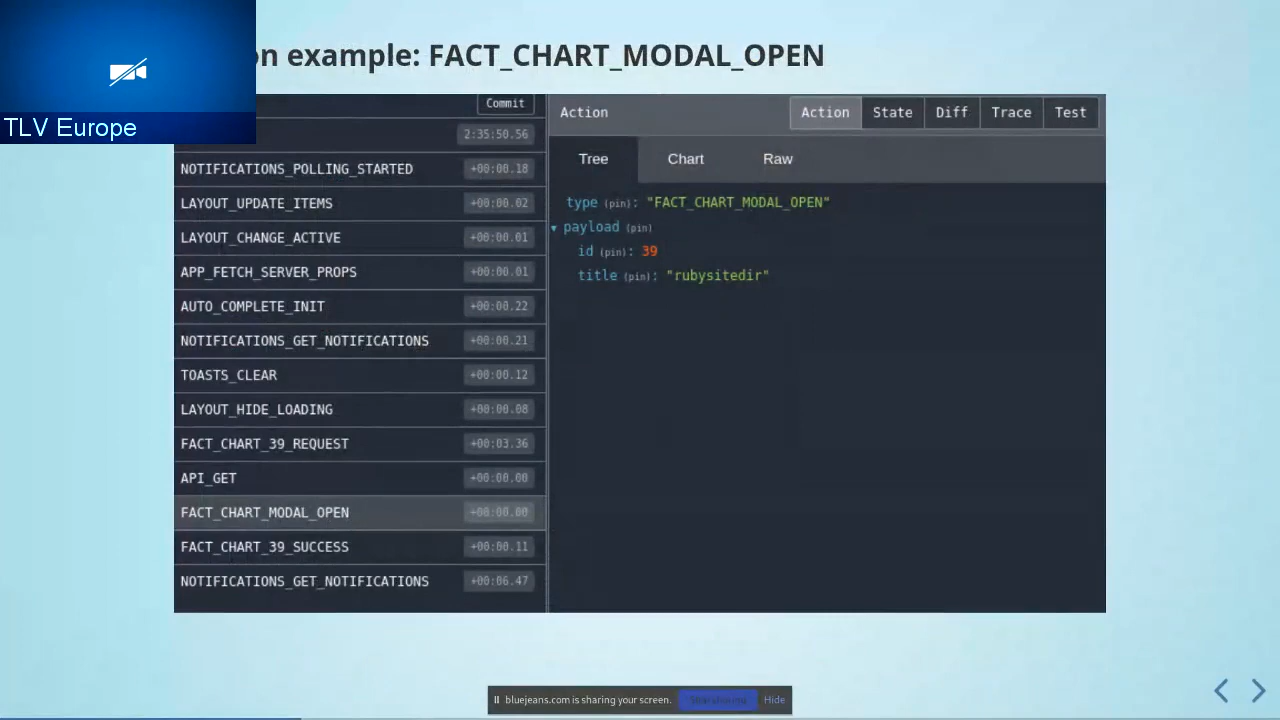 on example: FACT_CHART_MODAL_OPEN
TLV Europe
Commit
2:35:50.56
NOTIFICATIONS_POLLING_STARTED +00:00.18
LAYOUT_UPDATE_ITEMS +00:00.02
LAYOUT_CHANGE_ACTIVE +00:00.01
APP_FETCH_SERVER_PROPS +00:00.01
AUTO_COMPLETE_INIT +00:00.22
NOTIFICATIONS_GET_NOTIFICATIONS +00:00.21
TOASTS_CLEAR +00:00.12
LAYOUT_HIDE_LOADING +00:00.08
FACT_CHART_39_REQUEST +00:03.36
API_GET +00:00.00
FACT_CHART_MODAL_OPEN +00:00.00
FACT_CHART_39_SUCCESS +00:00.11
NOTIFICATIONS_GET_NOTIFICATIONS +00:06.47
Action Action State Diff Trace Test
Tree Chart Raw
type (pin): "FACT_CHART_MODAL_OPEN"
payload (pin)
id (pin): 39
title (pin): "rubysitedir"
bluejeans.com is sharing your screen. Stop sharing Hide